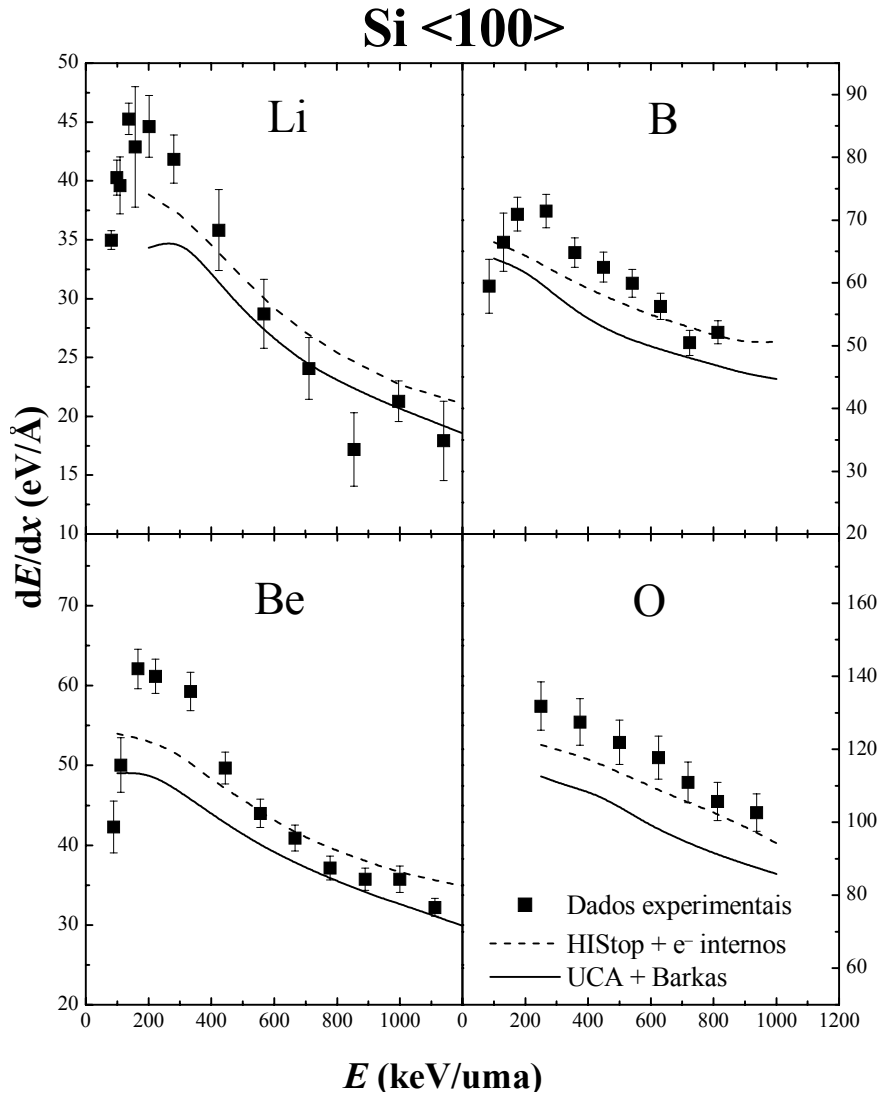 Si <100>
50
45
40
35
30
25
20
15
10
Li
B
90
80
70
60
50
40
30
20
dE/dx (eV/Å)
70
60
50
40
30
20
Be
O
160
140
120
100
80
60
Dados experimentais
HIStop + e⁻ internos
UCA + Barkas
0 200 400 600 800 1000 0 200 400 600 800 1000 1200
E (keV/uma)